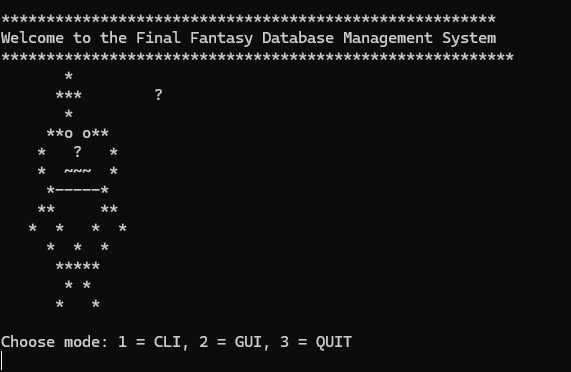 *******************************************************
Welcome to the Final Fantasy Database Management System
*********************************************************
       *
      ***        ?
       *
     **o o**
    *   ?   *
    *  ~~~  *
     *-----*
    **     **
   *  *   *  *
     *  *  *
      *****
       * *
      *   *
Choose mode: 1 = CLI, 2 = GUI, 3 = QUIT